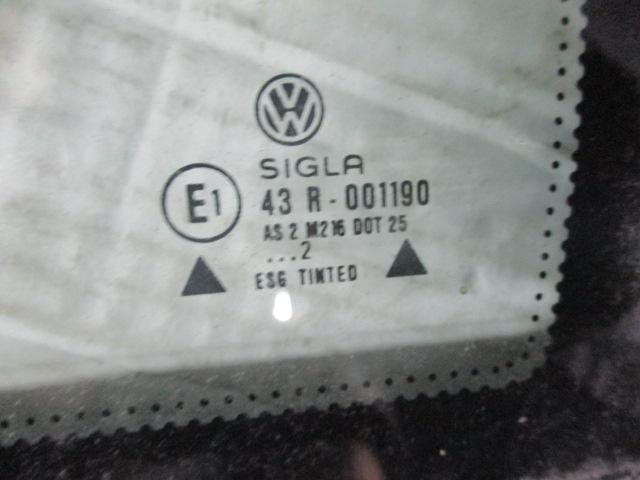 SIGLA
E1 43 R-001190
AS 2 M216 DOT 25
...2
ESG TINTED